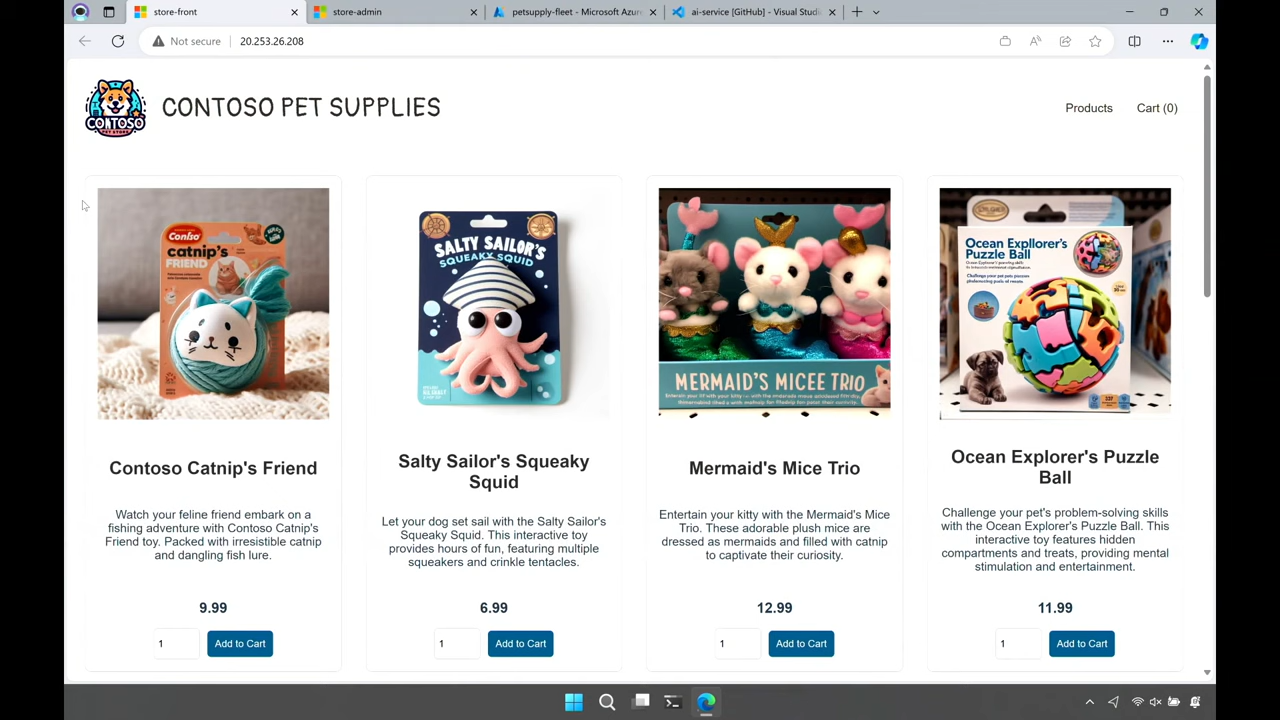 store-front
store-admin
petsupply-fleet - Microsoft Azure
ai-service [GitHub] - Visual Studi
Not secure
20.253.26.208
CONTOSO
CONTOSO PET SUPPLIES
Products
Cart (0)
Coniso
catnip's
FRIEND
SALTY SAILOR'S
SQUEAKY SQUID
MERMAID'S MICEE TRIO
Ocean Expllorer's
Puzzle Ball
Contoso Catnip's Friend
Watch your feline friend embark on a
fishing adventure with Contoso Catnip's
Friend toy. Packed with irresistible catnip
and dangling fish lure.
9.99
1
Add to Cart
Salty Sailor's Squeaky
Squid
Let your dog set sail with the Salty Sailor's
Squeaky Squid. This interactive toy
provides hours of fun, featuring multiple
squeakers and crinkle tentacles.
6.99
1
Add to Cart
Mermaid's Mice Trio
Entertain your kitty with the Mermaid's Mice
Trio. These adorable plush mice are
dressed as mermaids and filled with catnip
to captivate their curiosity.
12.99
1
Add to Cart
Ocean Explorer's Puzzle
Ball
Challenge your pet's problem-solving skills
with the Ocean Explorer's Puzzle Ball. This
interactive toy features hidden
compartments and treats, providing mental
stimulation and entertainment.
11.99
1
Add to Cart